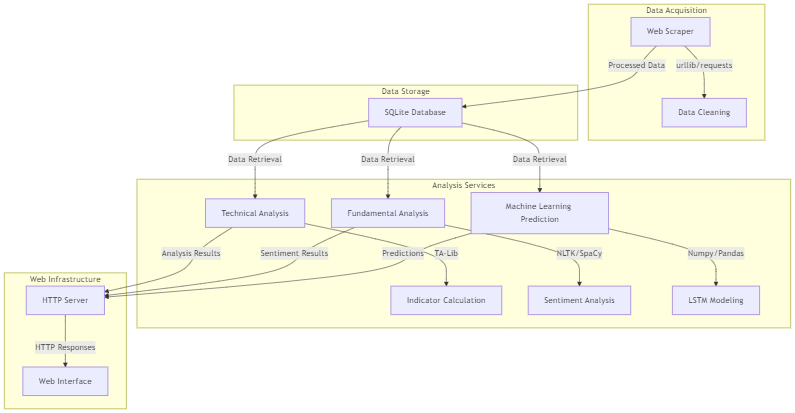 Data Acquisition
Web Scraper
Processed Data
urllib/requests
Data Cleaning
Data Storage
SQLite Database
Data Retrieval
Data Retrieval
Data Retrieval
Analysis Services
Technical Analysis
Fundamental Analysis
Machine Learning
Prediction
Analysis Results
Sentiment Results
Predictions
TA-Lib
NLTK/SpaCy
Numpy/Pandas
Indicator Calculation
Sentiment Analysis
LSTM Modeling
Web Infrastructure
HTTP Server
HTTP Responses
Web Interface